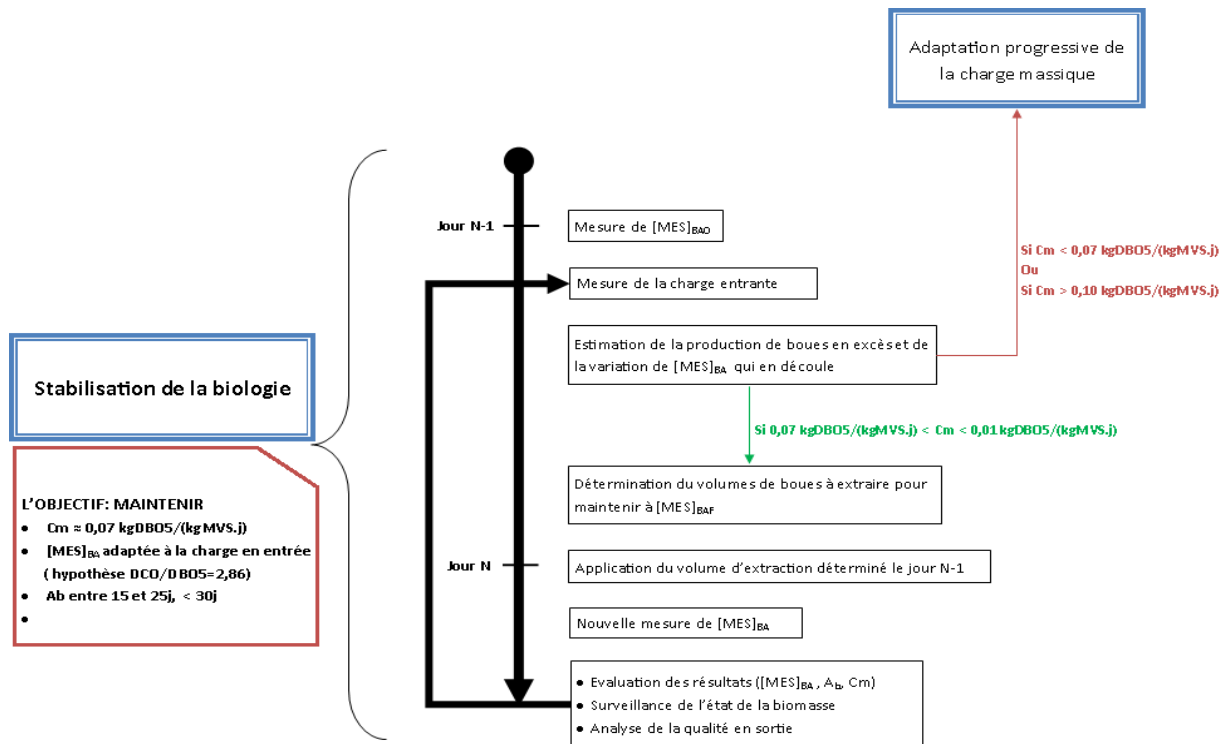 Adaptation progressive de
la charge massique
Jour N-1
Mesure de [MES]BAO
Mesure de la charge entrante
Si Cm < 0,07 kgDBO5/(kgMVS.j)
Ou
Si Cm > 0,10 kgDBO5/(kgMVS.j)
Estimation de la production de boues en excès et de
la variation de [MES]BA qui en découle
Stabilisation de la biologie
Si 0,07 kgDBO5/(kgMVS.j) < Cm < 0,01 kgDBO5/(kgMVS.j)
L'OBJECTIF: MAINTENIR
• Cm ≈ 0,07 kgDBO5/(kgMVS.j)
• [MES]BA adaptée à la charge en entrée
( hypothèse DCO/DBO5=2,86)
• Ab entre 15 et 25j, < 30j
•
Détermination du volumes de boues à extraire pour
maintenir à [MES]BAF
Jour N
Application du volume d'extraction déterminé le jour N-1
Nouvelle mesure de [MES]BA
• Evaluation des résultats ([MES]BA , Ab, Cm)
• Surveillance de l'état de la biomasse
• Analyse de la qualité en sortie